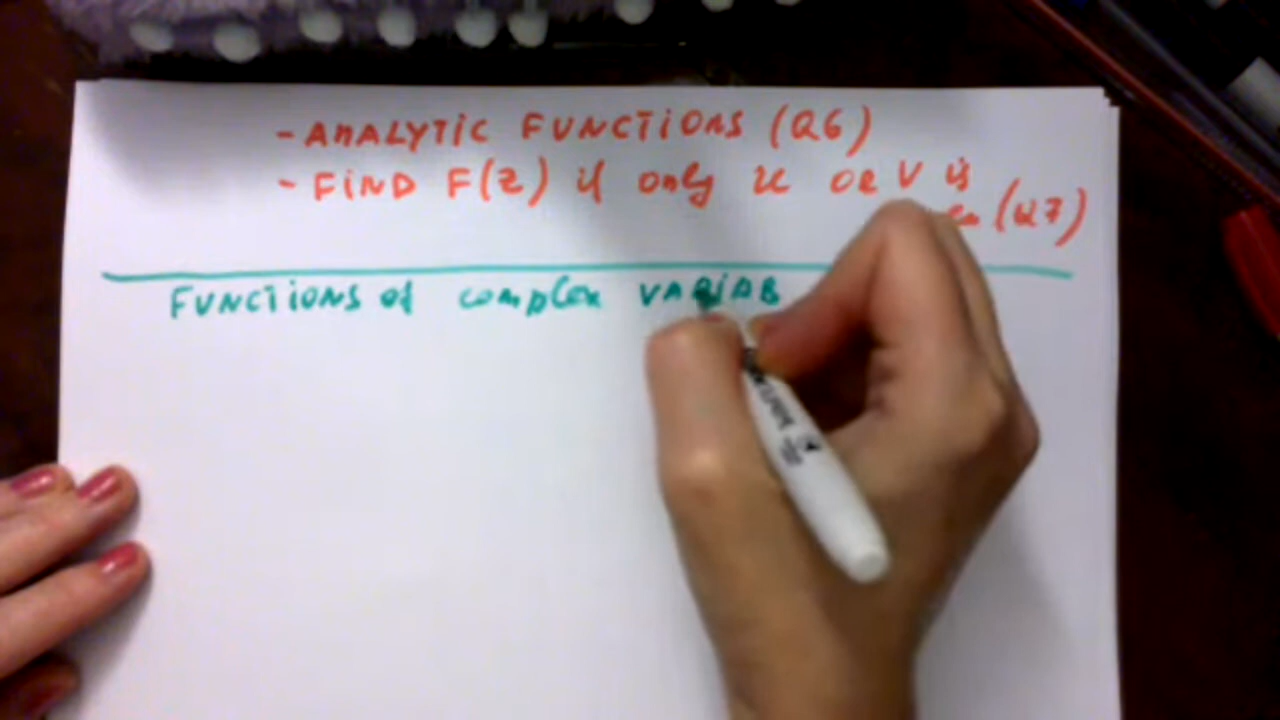 - ANALYTIC FUNCTIONS (Q6)
- FIND F(Z) if only u OR V is
(Q7)
FUNCTIONS of complex VARIAB